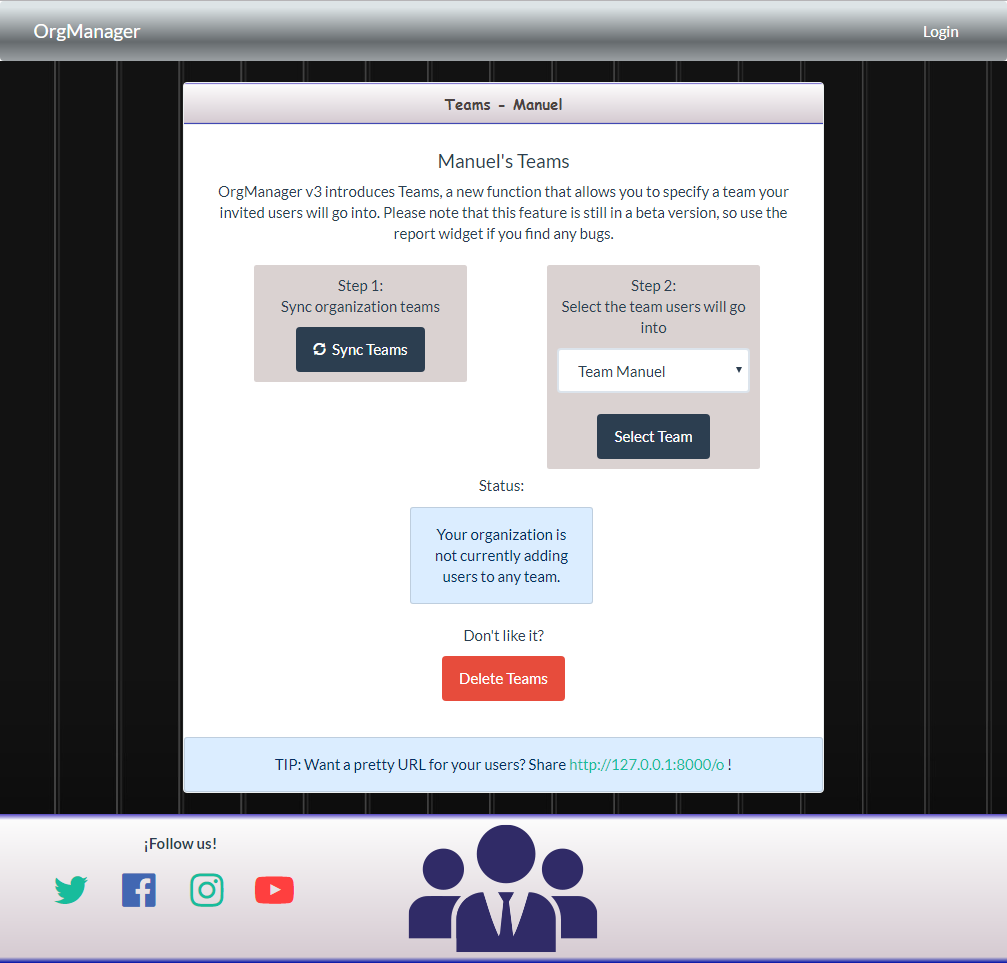 OrgManager
Login
Teams - Manuel
Manuel's Teams
OrgManager v3 introduces Teams, a new function that allows you to specify a team your
invited users will go into. Please note that this feature is still in a beta version, so use the
report widget if you find any bugs.
Step 1:
Sync organization teams
Sync Teams
Step 2:
Select the team users will go
into
Team Manuel
Select Team
Status:
Your organization is
not currently adding
users to any team.
Don't like it?
Delete Teams
TIP: Want a pretty URL for your users? Share http://127.0.0.1:8000/o !
¡Follow us!